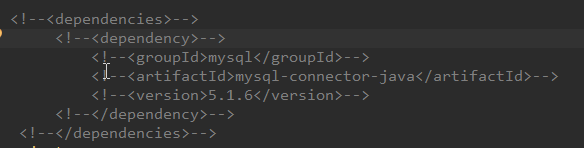 <!--<dependencies>-->
<!--<dependency>-->
<!--<groupId>mysql</groupId>-->
<!--<artifactId>mysql-connector-java</artifactId>-->
<!--<version>5.1.6</version>-->
<!--</dependency>-->
<!--</dependencies>-->